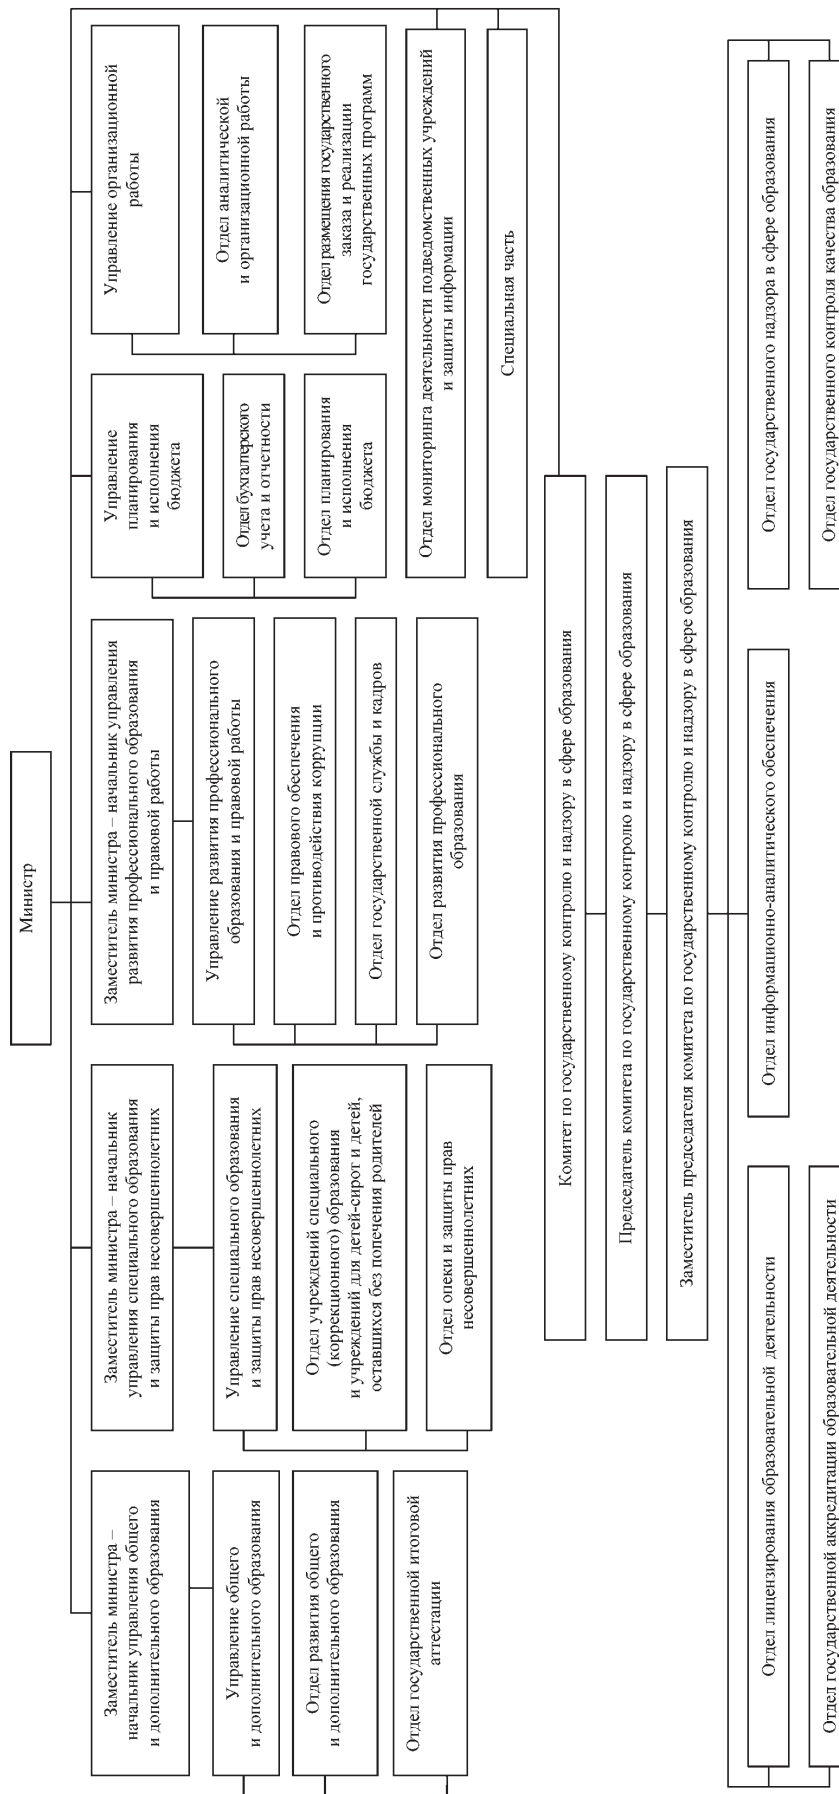 Министр
Заместитель министра –
начальник управления общего
и дополнительного образования
Управление общего
и дополнительного образования
Отдел развития общего
и дополнительного образования
Отдел государственной итоговой
аттестации
Заместитель министра – начальник
управления специального образования
и защиты прав несовершеннолетних
Управление специального образования
и защиты прав несовершеннолетних
Отдел учреждений специального
(коррекционного) образования
и учреждений для детей-сирот и детей,
оставшихся без попечения родителей
Отдел опеки и защиты прав
несовершеннолетних
Заместитель министра – начальник управления
развития профессионального образования
и правовой работы
Управление развития профессионального
образования и правовой работы
Отдел правового обеспечения
и противодействия коррупции
Отдел государственной службы и кадров
Отдел развития профессионального
образования
Управление
планирования
и исполнения
бюджета
Отдел бухгалтерского
учета и отчетности
Отдел планирования
и исполнения
бюджета
Управление организационной
работы
Отдел аналитической
и организационной работы
Отдел размещения государственного
заказа и реализации
государственных программ
Отдел мониторинга деятельности подведомственных учреждений
и защиты информации
Специальная часть
Комитет по государственному контролю и надзору в сфере образования
Председатель комитета по государственному контролю и надзору в сфере образования
Заместитель председателя комитета по государственному контролю и надзору в сфере образования
Отдел лицензирования образовательной деятельности
Отдел государственной аккредитации образовательной деятельности
Отдел информационно-аналитического обеспечения
Отдел государственного надзора в сфере образования
Отдел государственного контроля качества образования